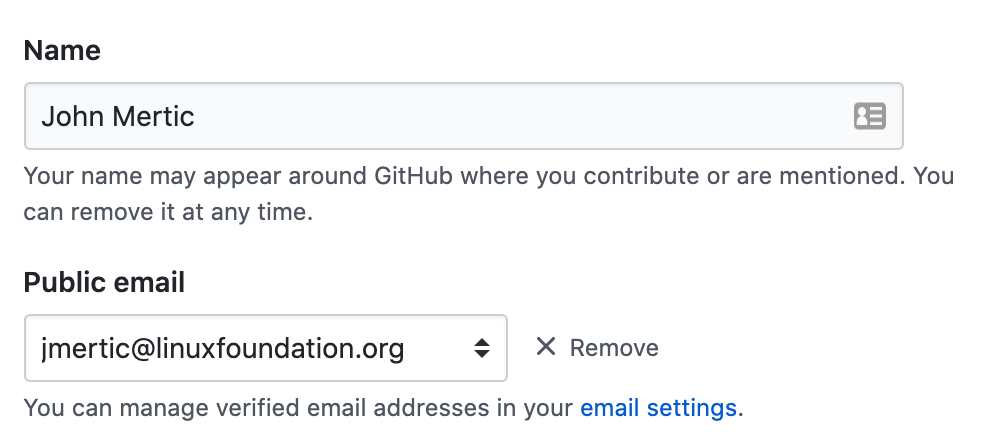 Name
John Mertic
Your name may appear around GitHub where you contribute or are mentioned. You
can remove it at any time.
Public email
jmertic@linuxfoundation.org
Remove
You can manage verified email addresses in your email settings.